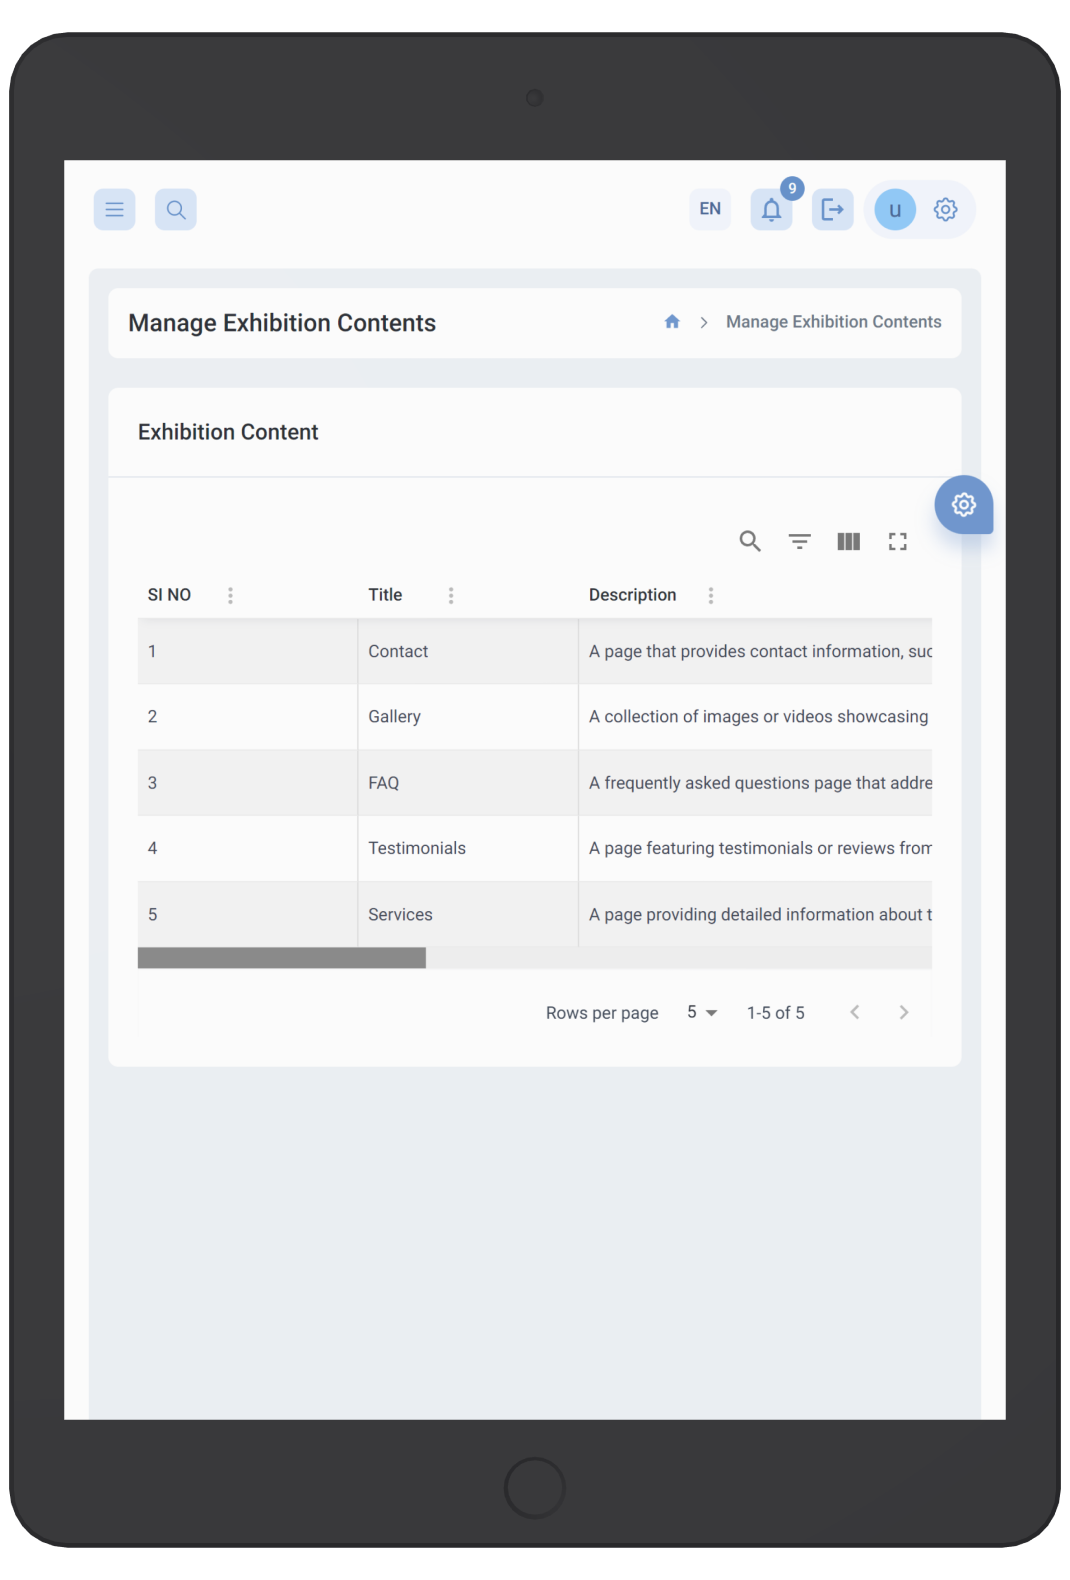 EN
9
u
Manage Exhibition Contents
Manage Exhibition Contents
Exhibition Content
SI NO Title Description
1 Contact A page that provides contact information, suc
2 Gallery A collection of images or videos showcasing
3 FAQ A frequently asked questions page that addre
4 Testimonials A page featuring testimonials or reviews from
5 Services A page providing detailed information about t
Rows per page 5 1-5 of 5